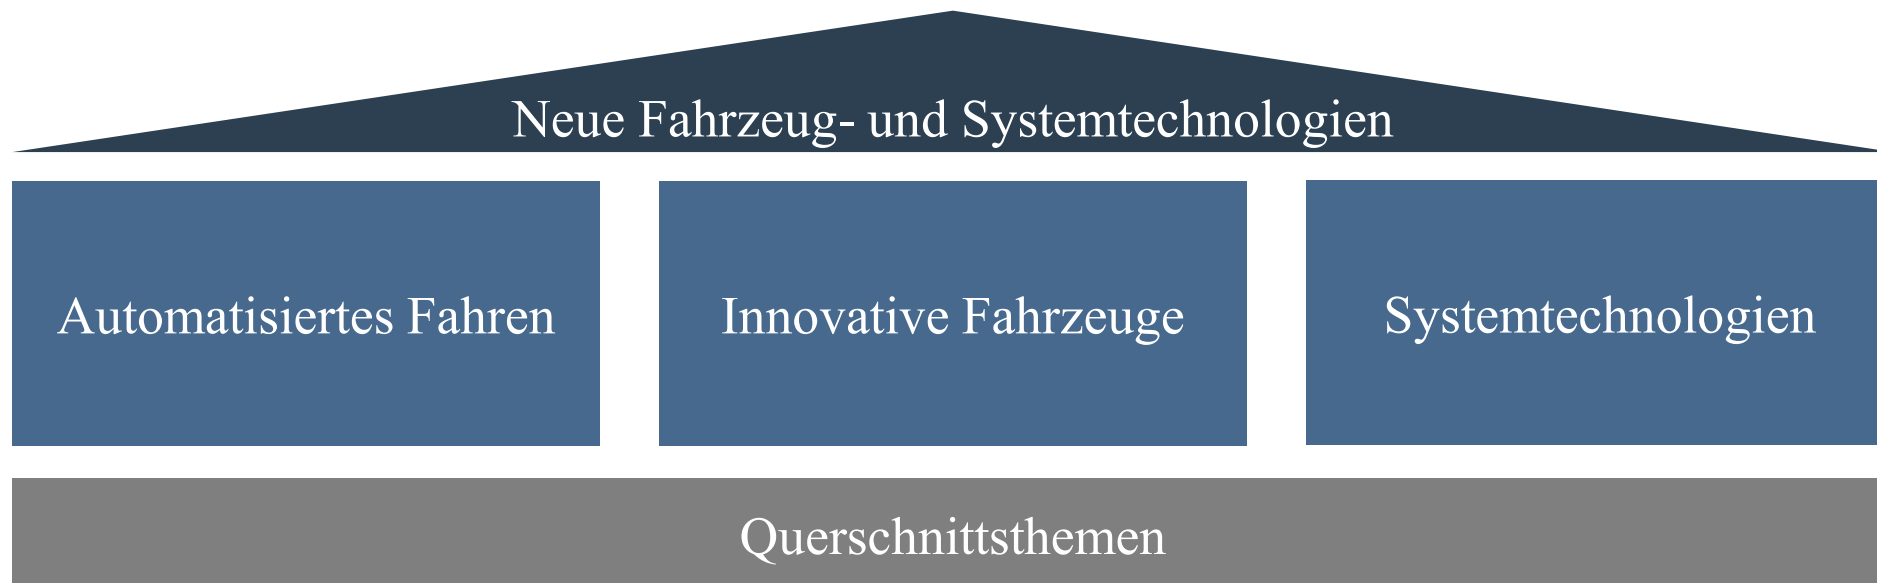 Neue Fahrzeug- und Systemtechnologien
Automatisiertes Fahren
Innovative Fahrzeuge
Systemtechnologien
Querschnittsthemen